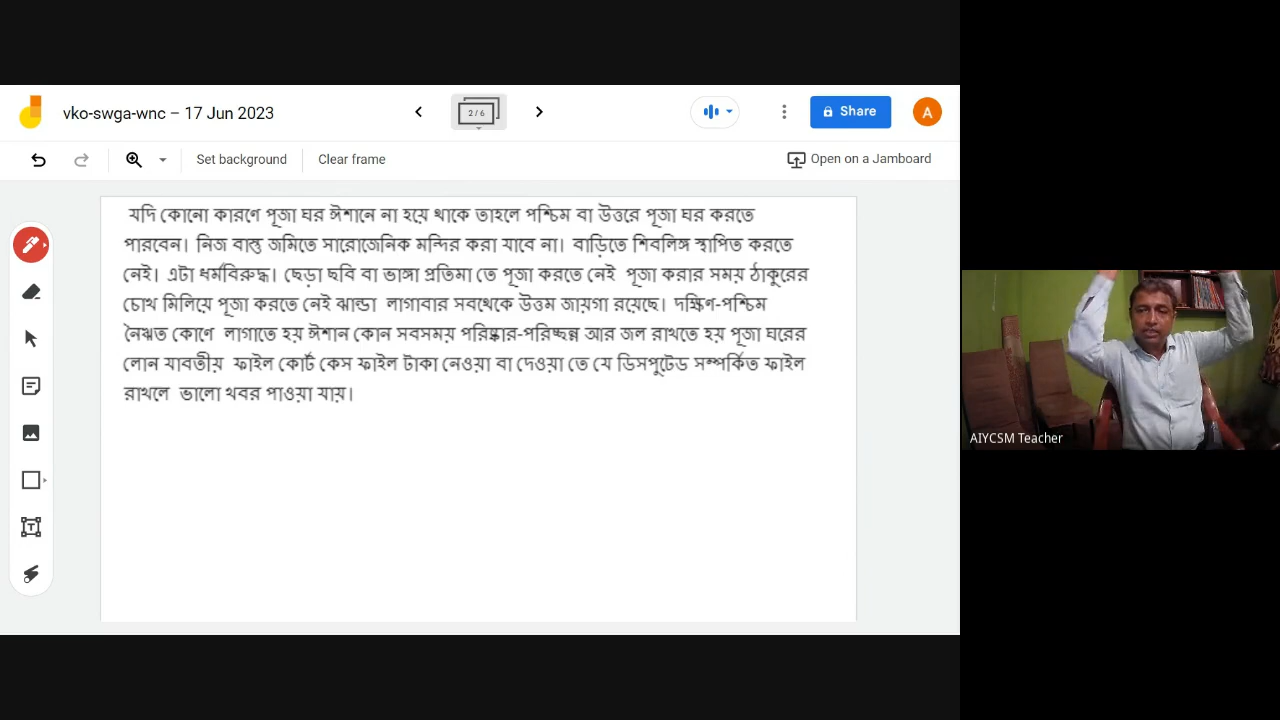 vko-swga-wnc – 17 Jun 2023
2 / 6
Share
A
Set background
Clear frame
Open on a Jamboard
যদি কোনো কারণে পূজা ঘর ঈশানে না হয়ে থাকে তাহলে পশ্চিম বা উত্তরে পূজা ঘর করতে
পারবেন। নিজ বাস্তু জমিতে সারোজেনিক মন্দির করা যাবে না। বাড়িতে শিবলিঙ্গ স্থাপিত করতে
নেই। এটা ধর্মবিরুদ্ধ। ছেড়া ছবি বা ভাঙ্গা প্রতিমা তে পূজা করতে নেই পূজা করার সময় ঠাকুরের
চোখ মিলিয়ে পূজা করতে নেই ঝান্ডা লাগাবার সবথেকে উত্তম জায়গা রয়েছে। দক্ষিণ-পশ্চিম
নৈঋত কোণে লাগাতে হয় ঈশান কোন সবসময় পরিষ্কার-পরিচ্ছন্ন আর জল রাখতে হয় পূজা ঘরের
লোন যাবতীয় ফাইল কোর্ট কেস ফাইল টাকা নেওয়া বা দেওয়া তে যে ডিসপুটেড সম্পর্কিত ফাইল
রাখলে ভালো খবর পাওয়া যায়।
AIYCSM Teacher